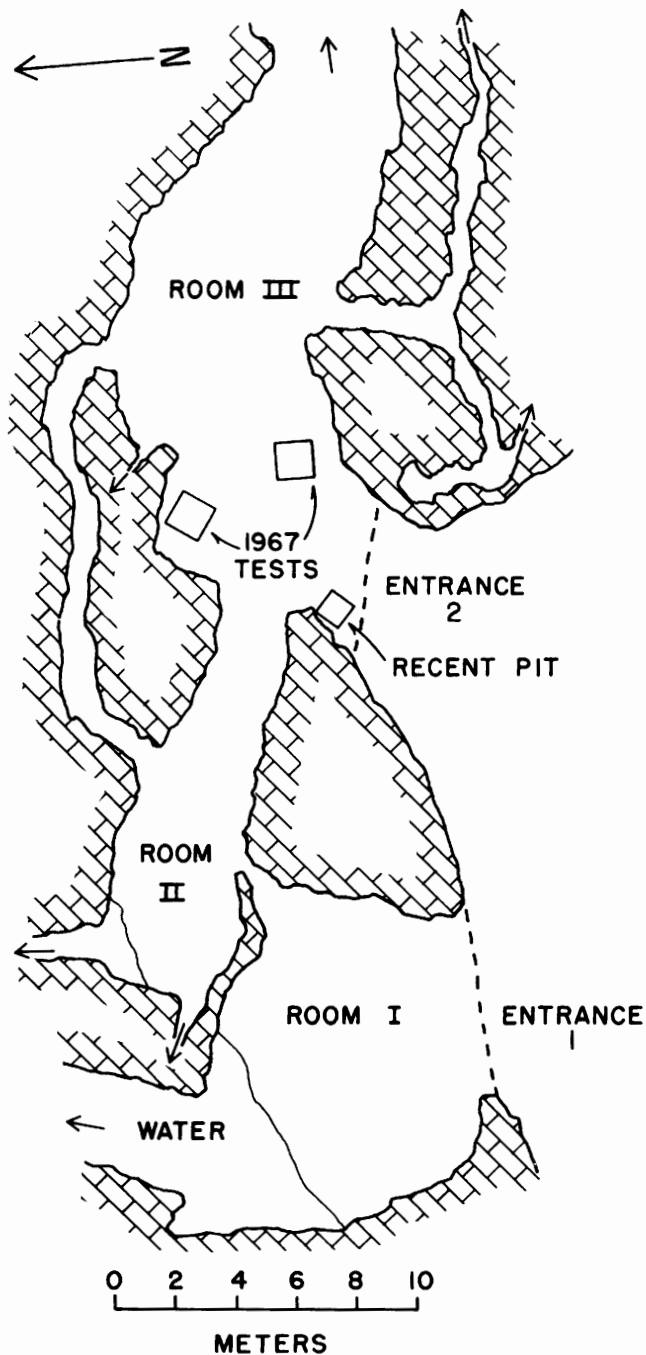 N
ROOM III
1967
TESTS
ENTRANCE
2
RECENT PIT
ROOM
II
ROOM I
ENTRANCE
1
WATER
0 2 4 6 8 10
METERS